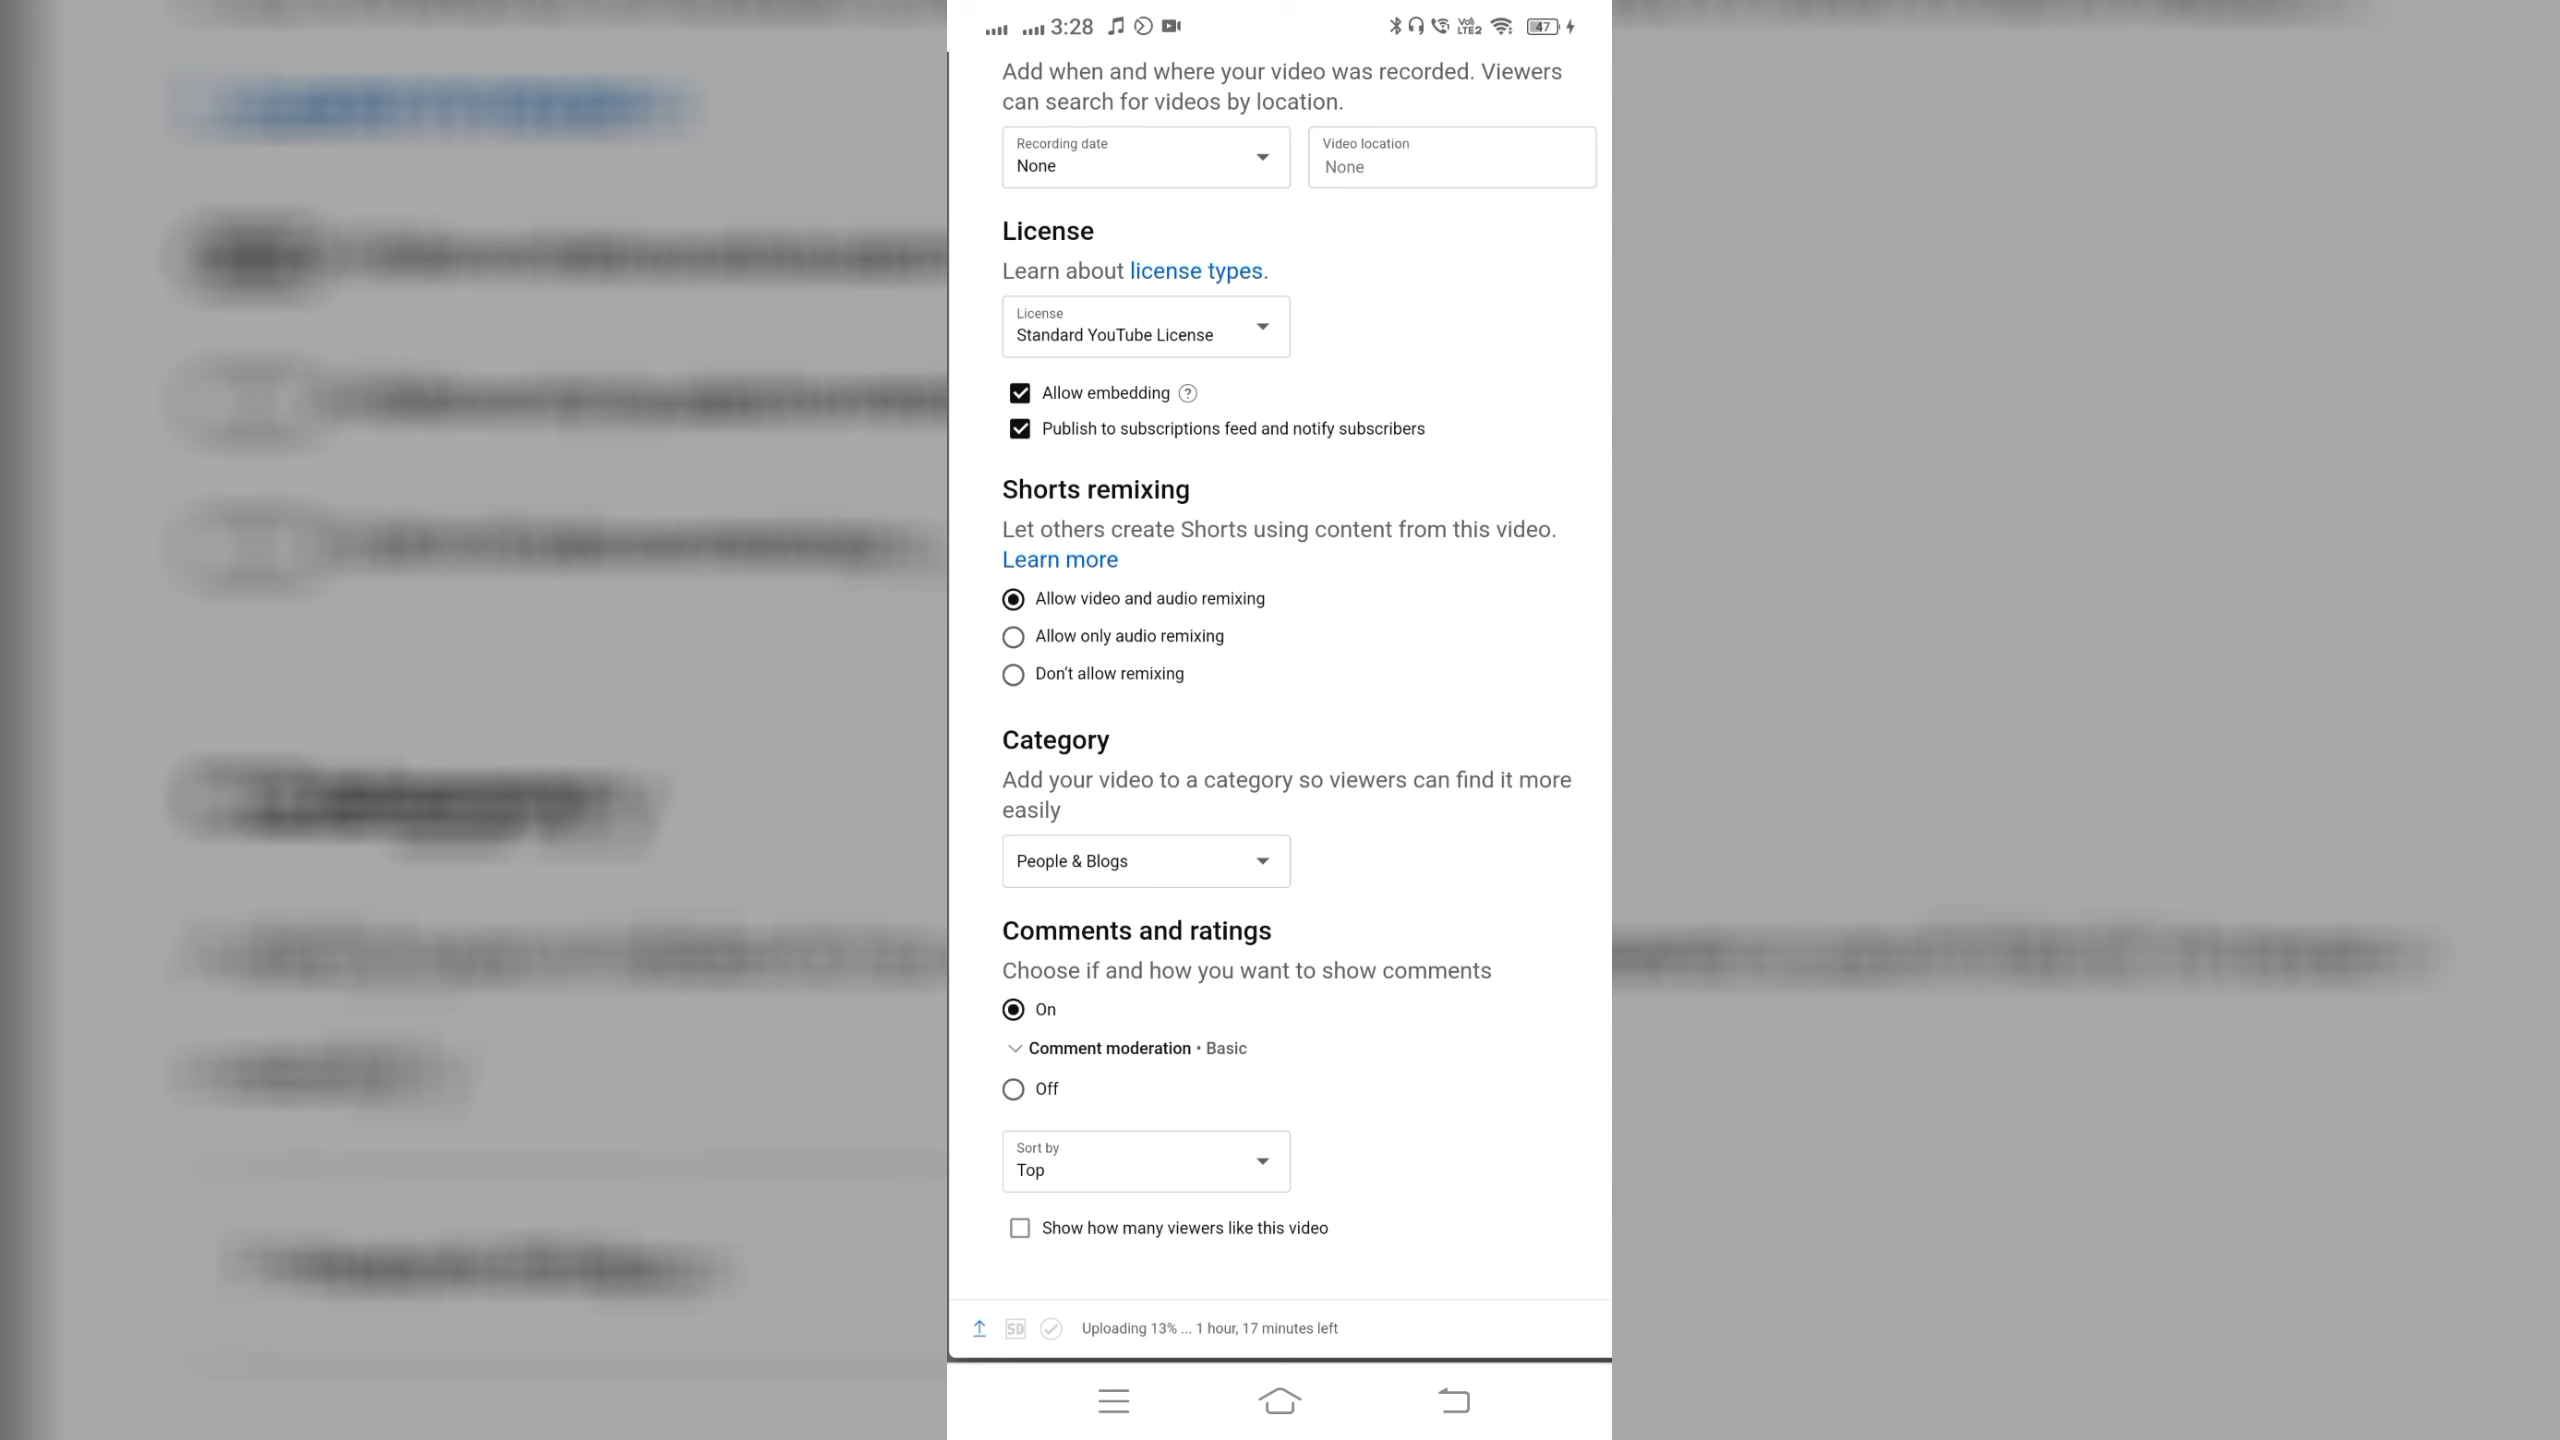 3:28 Vo) LTE2 47
Add when and where your video was recorded. Viewers
can search for videos by location.
Recording date
None
Video location
None
License
Learn about license types.
License
Standard YouTube License
Allow embedding ?
Publish to subscriptions feed and notify subscribers
Shorts remixing
Let others create Shorts using content from this video.
Learn more
Allow video and audio remixing
Allow only audio remixing
Don't allow remixing
Category
Add your video to a category so viewers can find it more
easily
People & Blogs
Comments and ratings
Choose if and how you want to show comments
On
Comment moderation • Basic
Off
Sort by
Top
Show how many viewers like this video
SD Uploading 13% ... 1 hour, 17 minutes left